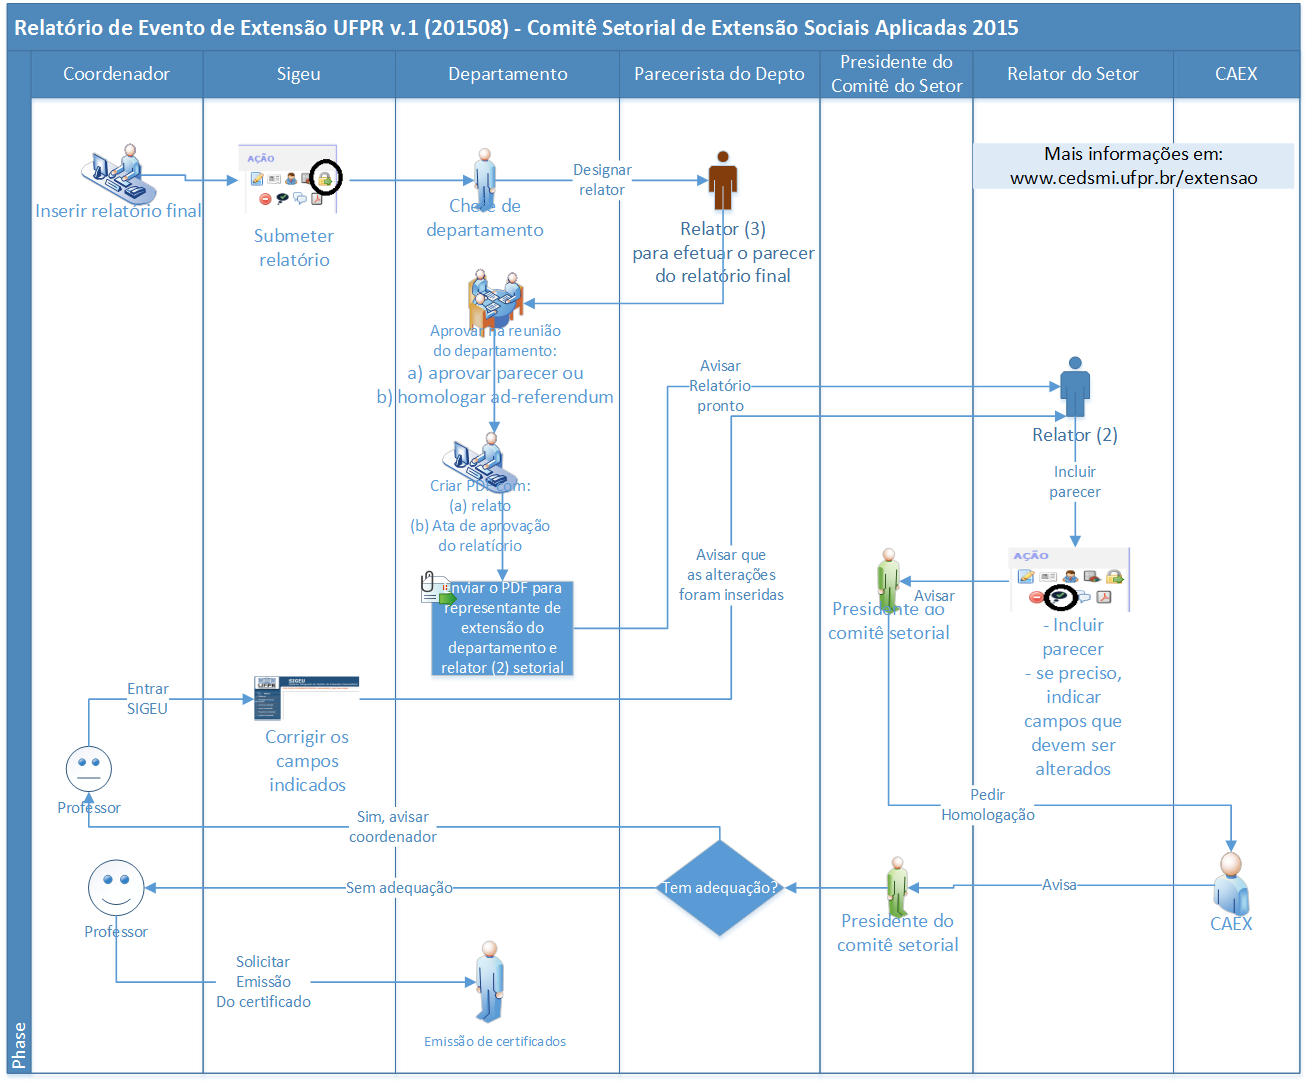 Relatório de Evento de Extensão UFPR v.1 (201508) - Comitê Setorial de Extensão Sociais Aplicadas 2015
Coordenador
Sigeu
Departamento
Parecerista do Depto
Presidente do
Comitê do Setor
Relator do Setor
CAEX
Phase
Inserir relatório final
AÇÃO
Submeter
relatório
Chefe de
departamento
Designar
relator
Relator (3)
para efetuar o parecer
do relatório final
Mais informações em:
www.cedsmi.ufpr.br/extensao
Aprovar na reunião
do departamento:
a) aprovar parecer ou
b) homologar ad-referendum
Avisar
Relatório
pronto
Relator (2)
Incluir
parecer
Criar PDF com:
(a) relato
(b) Ata de aprovação
do relatíorio
Avisar que
as alterações
foram inseridas
AÇÃO
Avisar
Presidente do
comitê setorial
- Incluir
parecer
- se preciso,
indicar
campos que
devem ser
alterados
Enviar o PDF para
representante de
extensão do
departamento e
relator (2) setorial
Entrar
SIGEU
UFPR
SIGEU
Corrigir os
campos
indicados
Professor
Sim, avisar
coordenador
Pedir
Homologação
Professor
Sem adequação
Tem adequação?
Presidente do
comitê setorial
Avisa
CAEX
Solicitar
Emissão
Do certificado
Emissão de certificados